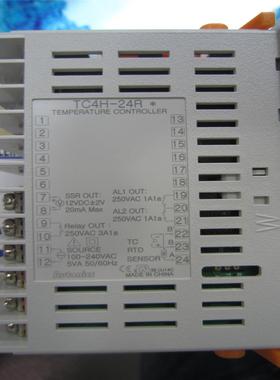 TC4H-24R *
TEMPERATURE CONTROLLER
1 13
2 14
3 15
4 16
5 17
6 18
7 SSR OUT: AL1 OUT: 19
8 12VDC±2V 250VAC 1A1a 20
20mA Max AL2 OUT:
9 Relay OUT: 250VAC 1A1a 21
10 250VAC 3A1a 22
11 SOURCE TC 23
100-240VAC RTD
12 5VA 50/60Hz SENSOR 24
A
B
B
Autonics
CE
MADE IN CHINA